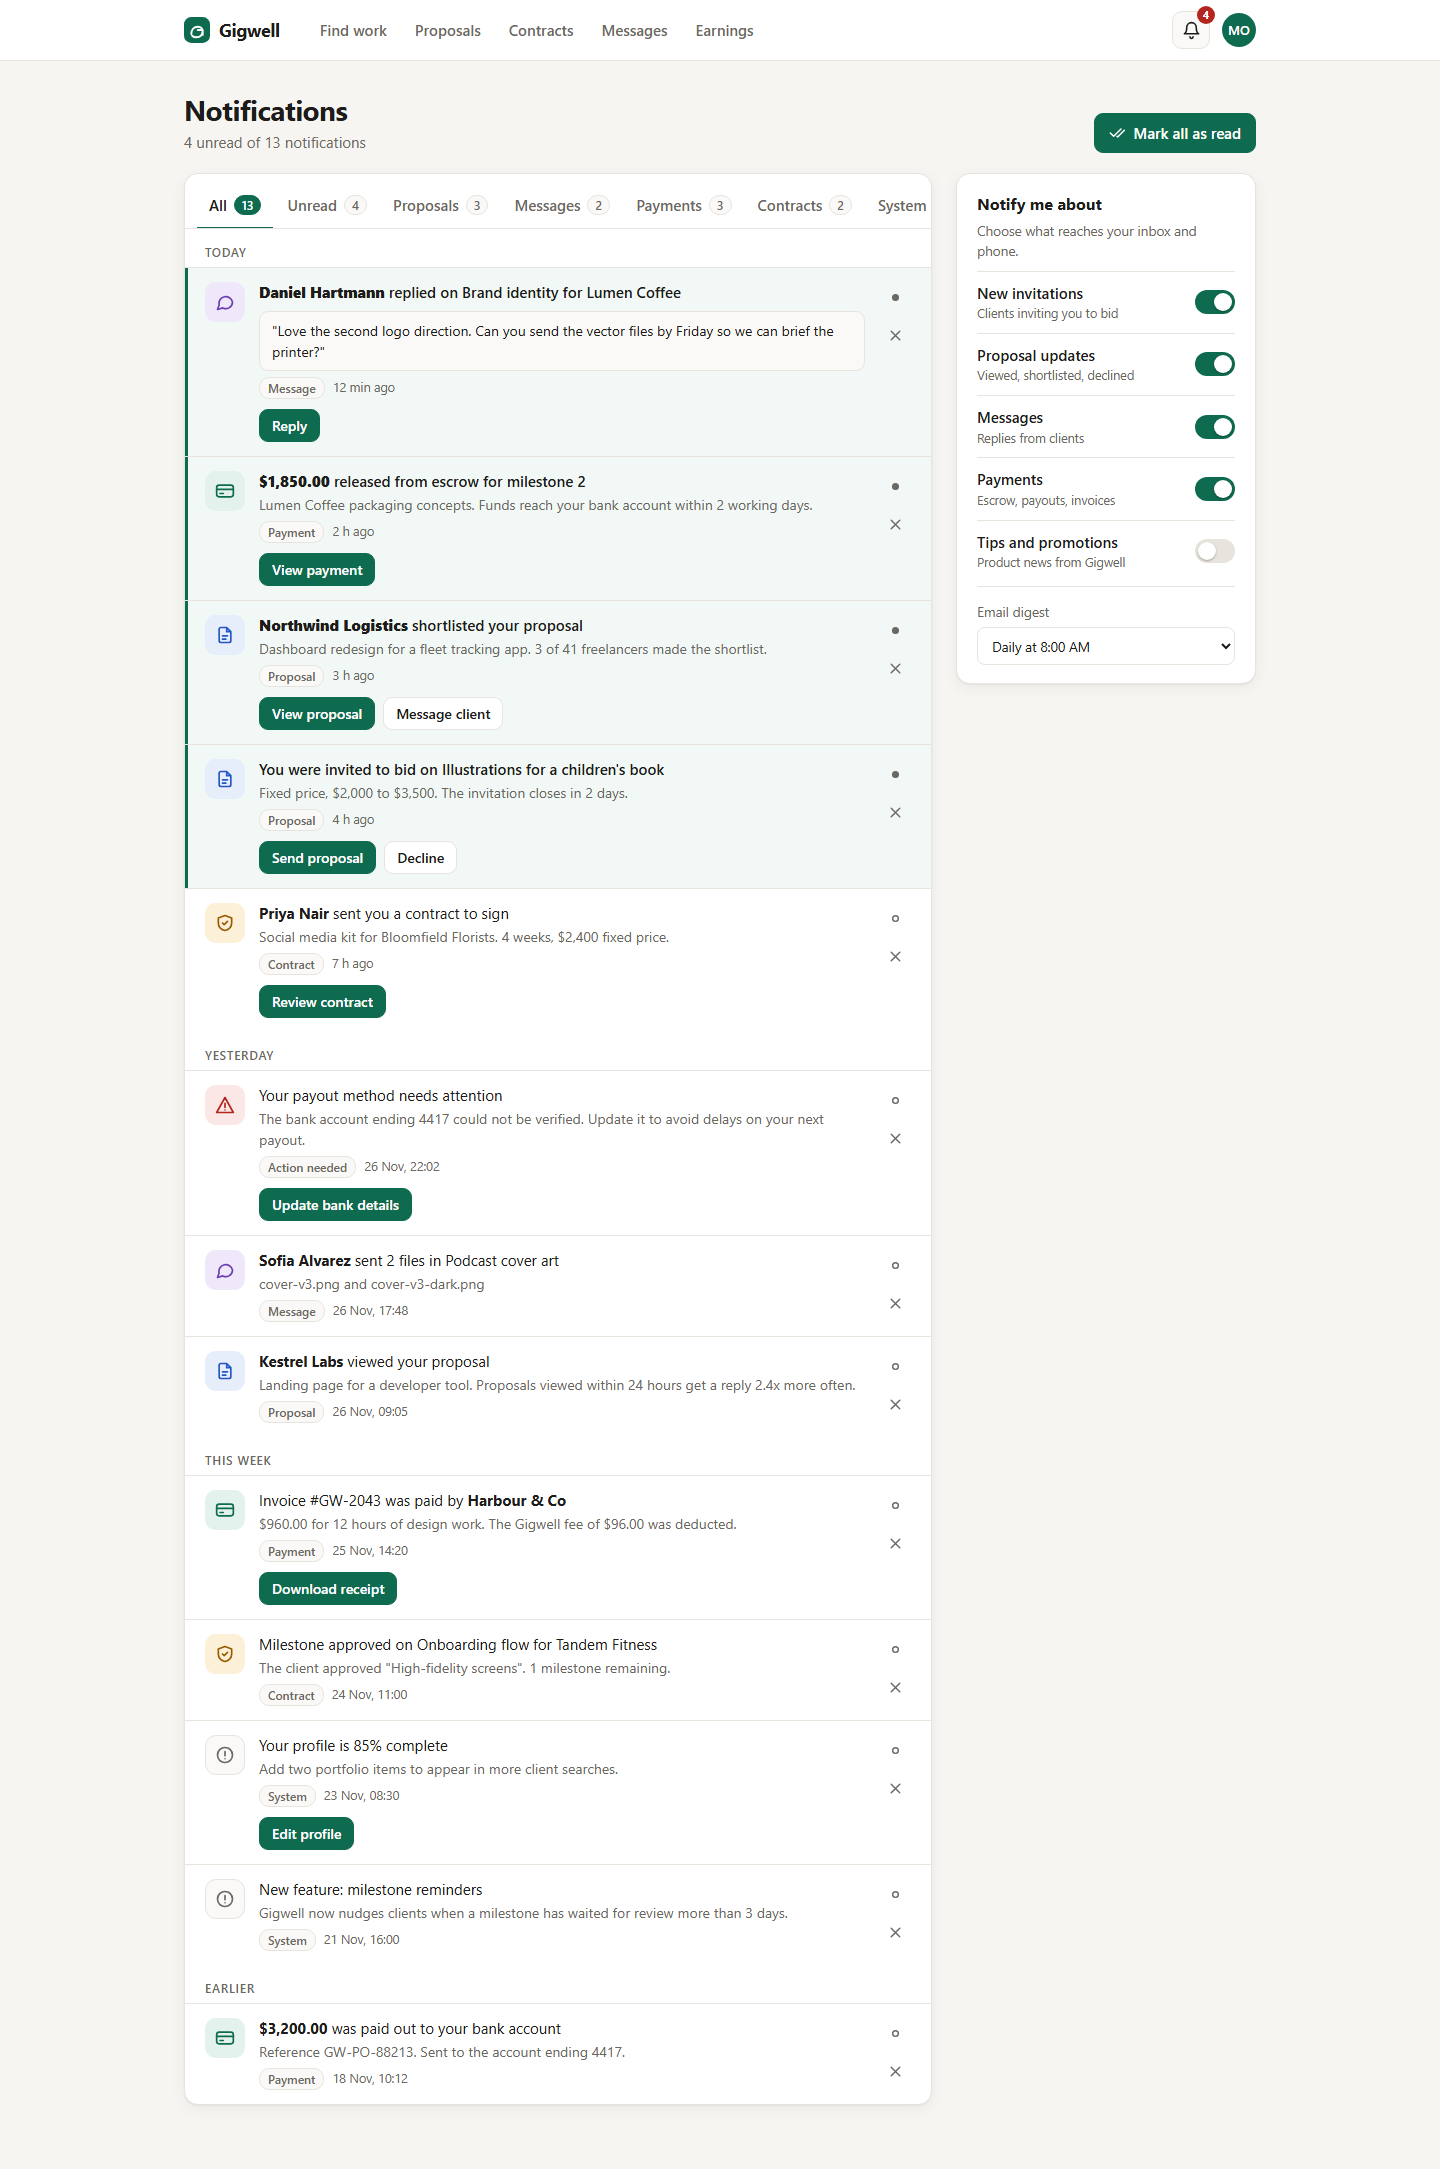 Gigwell
Find work
Proposals
Contracts
Messages
Earnings
4
MO
Notifications
4 unread of 13 notifications
Mark all as read
All 13
Unread 4
Proposals 3
Messages 2
Payments 3
Contracts 2
System
TODAY
Daniel Hartmann replied on Brand identity for Lumen Coffee
"Love the second logo direction. Can you send the vector files by Friday so we can brief the
printer?"
Message 12 min ago
Reply
$1,850.00 released from escrow for milestone 2
Lumen Coffee packaging concepts. Funds reach your bank account within 2 working days.
Payment 2 h ago
View payment
Northwind Logistics shortlisted your proposal
Dashboard redesign for a fleet tracking app. 3 of 41 freelancers made the shortlist.
Proposal 3 h ago
View proposal Message client
You were invited to bid on Illustrations for a children's book
Fixed price, $2,000 to $3,500. The invitation closes in 2 days.
Proposal 4 h ago
Send proposal Decline
Priya Nair sent you a contract to sign
Social media kit for Bloomfield Florists. 4 weeks, $2,400 fixed price.
Contract 7 h ago
Review contract
YESTERDAY
Your payout method needs attention
The bank account ending 4417 could not be verified. Update it to avoid delays on your next
payout.
Action needed 26 Nov, 22:02
Update bank details
Sofia Alvarez sent 2 files in Podcast cover art
cover-v3.png and cover-v3-dark.png
Message 26 Nov, 17:48
Kestrel Labs viewed your proposal
Landing page for a developer tool. Proposals viewed within 24 hours get a reply 2.4x more often.
Proposal 26 Nov, 09:05
THIS WEEK
Invoice #GW-2043 was paid by Harbour & Co
$960.00 for 12 hours of design work. The Gigwell fee of $96.00 was deducted.
Payment 25 Nov, 14:20
Download receipt
Milestone approved on Onboarding flow for Tandem Fitness
The client approved "High-fidelity screens". 1 milestone remaining.
Contract 24 Nov, 11:00
Your profile is 85% complete
Add two portfolio items to appear in more client searches.
System 23 Nov, 08:30
Edit profile
New feature: milestone reminders
Gigwell now nudges clients when a milestone has waited for review more than 3 days.
System 21 Nov, 16:00
EARLIER
$3,200.00 was paid out to your bank account
Reference GW-PO-88213. Sent to the account ending 4417.
Payment 18 Nov, 10:12
Notify me about
Choose what reaches your inbox and
phone.
New invitations
Clients inviting you to bid
Proposal updates
Viewed, shortlisted, declined
Messages
Replies from clients
Payments
Escrow, payouts, invoices
Tips and promotions
Product news from Gigwell
Email digest
Daily at 8:00 AM